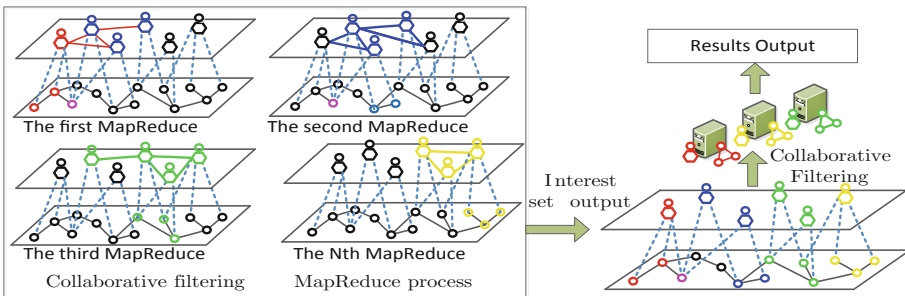 The first MapReduce
The second MapReduce
The third MapReduce
The Nth MapReduce
Collaborative filtering
MapReduce process
Interest
set output
Results Output
Collaborative
Filtering